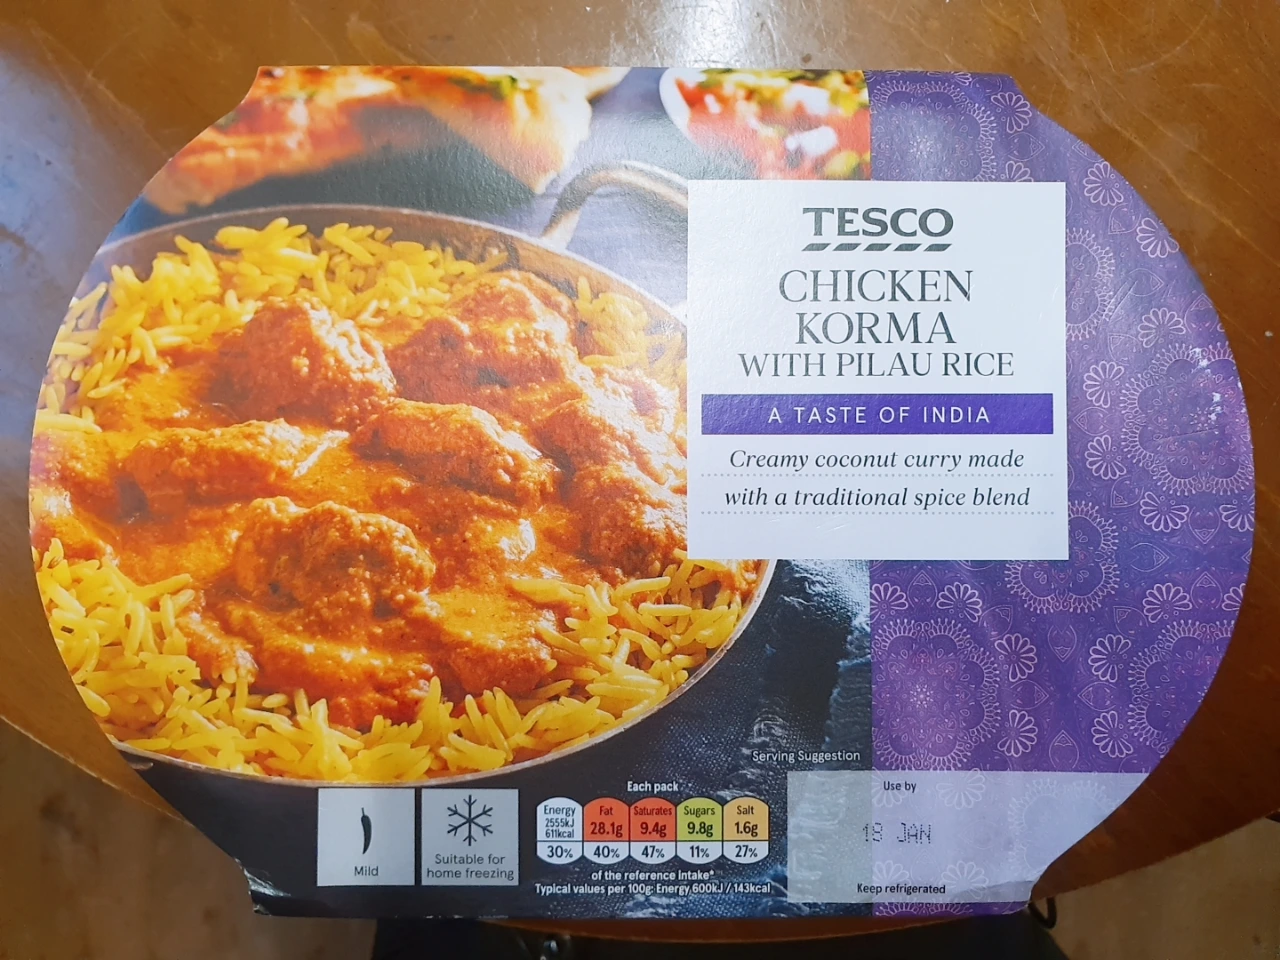 TESCO
CHICKEN
KORMA
WITH PILAU RICE
A TASTE OF INDIA
Creamy coconut curry made
with a traditional spice blend
Serving Suggestion
Mild
Suitable for
home freezing
Each pack
Energy Fat Saturates Sugars Salt
2555kJ
611kcal 28.1g 9.4g 9.8g 1.6g
30% 40% 47% 11% 27%
of the reference intake*
Typical values per 100g: Energy 600kJ / 143kcal
Use by
18 JAN
Keep refrigerated